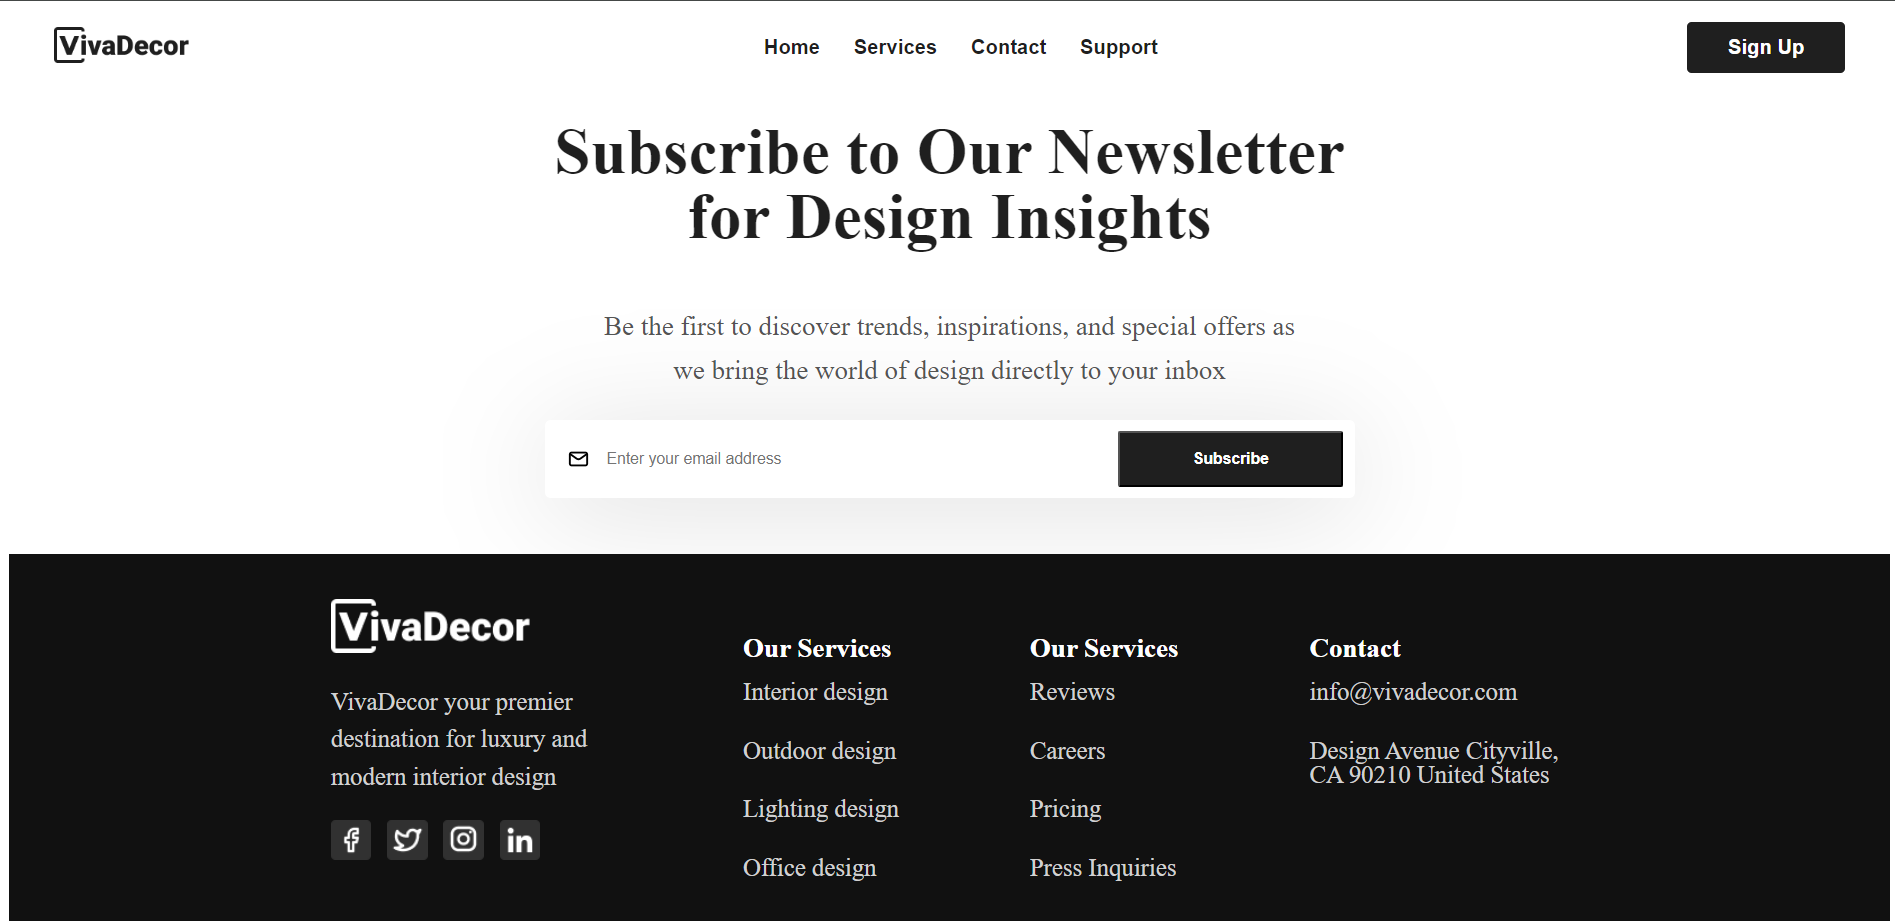 VivaDecor
Home
Services
Contact
Support
Sign Up
Subscribe to Our Newsletter
for Design Insights
Be the first to discover trends, inspirations, and special offers as
we bring the world of design directly to your inbox
Enter your email address
Subscribe
VivaDecor
VivaDecor your premier
destination for luxury and
modern interior design
Our Services
Interior design
Outdoor design
Lighting design
Office design
Our Services
Reviews
Careers
Pricing
Press Inquiries
Contact
info@vivadecor.com
Design Avenue Cityville,
CA 90210 United States